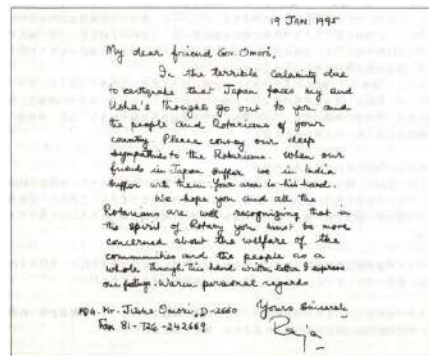 19 JAN 1995
My dear friend Gov. Omori,
In the terrible calamity due
to earthquake that Japan faces my and
Usha's thoughts go out to you and
the people and Rotarians of your
country. Please convey our deep
sympathies to the Rotarians. When our
friends in Japan suffer we in India
suffer with them. Your area is hard.
We hope you and all the
Rotarians are well recognizing that in
the spirit of Rotary you must be more
concerned about the welfare of the
communities and the people as a
whole. Through this hand written letter I express
our feelings. Warm personal regards
Yours Sincerely
Raja
PDG. Mr. Omori, D-2660
Fax 81-726-242669